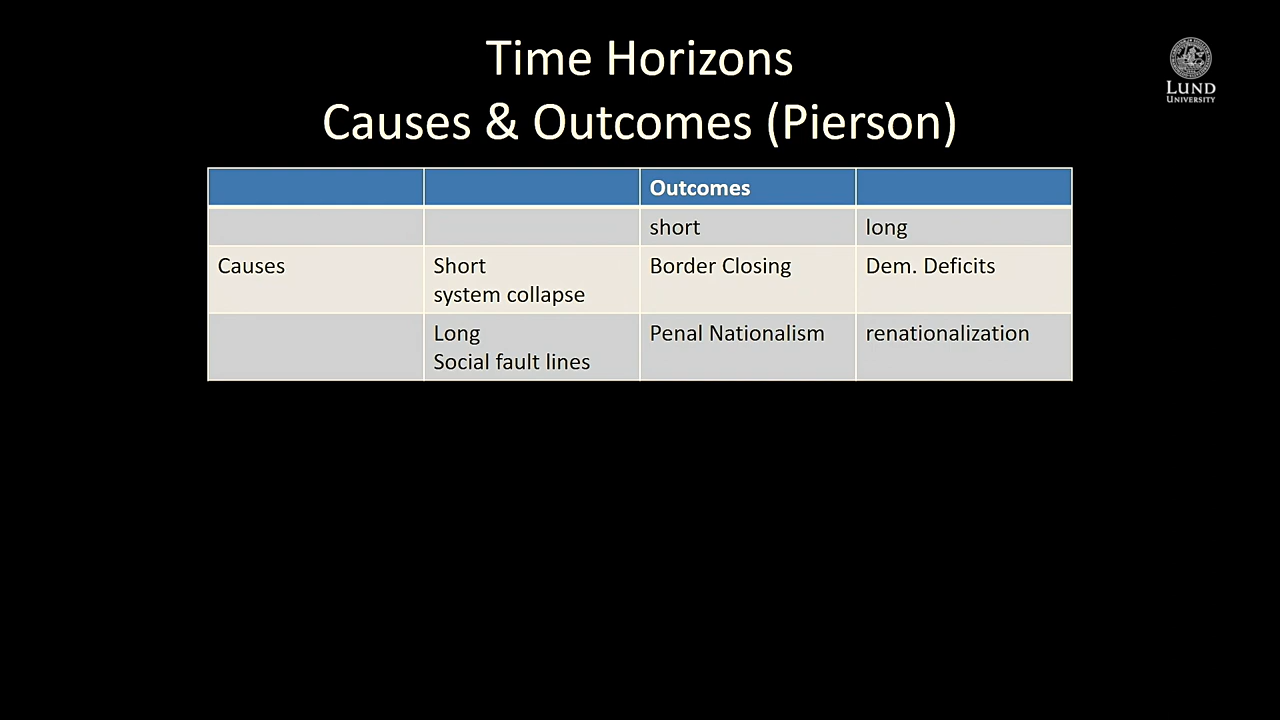 Time Horizons
Causes & Outcomes (Pierson)
LUND
UNIVERSITY
Outcomes
short long
Causes Short Border Closing Dem. Deficits
system collapse
Long Penal Nationalism renationalization
Social fault lines